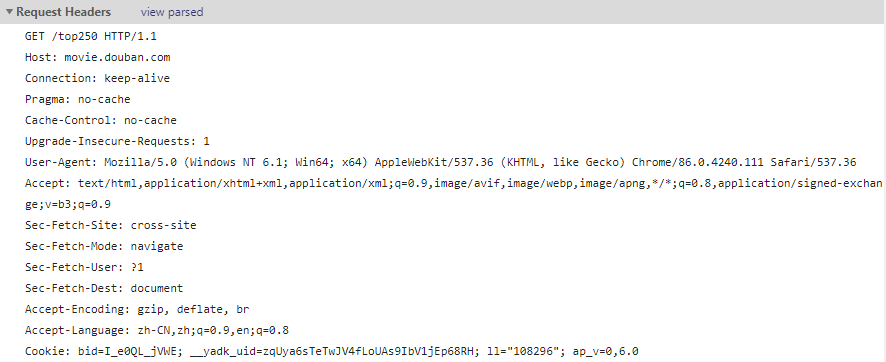 Request Headers view parsed
GET /top250 HTTP/1.1
Host: movie.douban.com
Connection: keep-alive
Pragma: no-cache
Cache-Control: no-cache
Upgrade-Insecure-Requests: 1
User-Agent: Mozilla/5.0 (Windows NT 6.1; Win64; x64) AppleWebKit/537.36 (KHTML, like Gecko) Chrome/86.0.4240.111 Safari/537.36
Accept: text/html,application/xhtml+xml,application/xml;q=0.9,image/avif,image/webp,image/apng,*/*;q=0.8,application/signed-excha
nge;v=b3;q=0.9
Sec-Fetch-Site: cross-site
Sec-Fetch-Mode: navigate
Sec-Fetch-User: ?1
Sec-Fetch-Dest: document
Accept-Encoding: gzip, deflate, br
Accept-Language: zh-CN,zh;q=0.9,en;q=0.8
Cookie: bid=I_e0QL_jVWE; __yadk_uid=zqUya6sTeTwJV4fLoUAs9IbV1jEp68RH; ll="108296"; ap_v=0,6.0